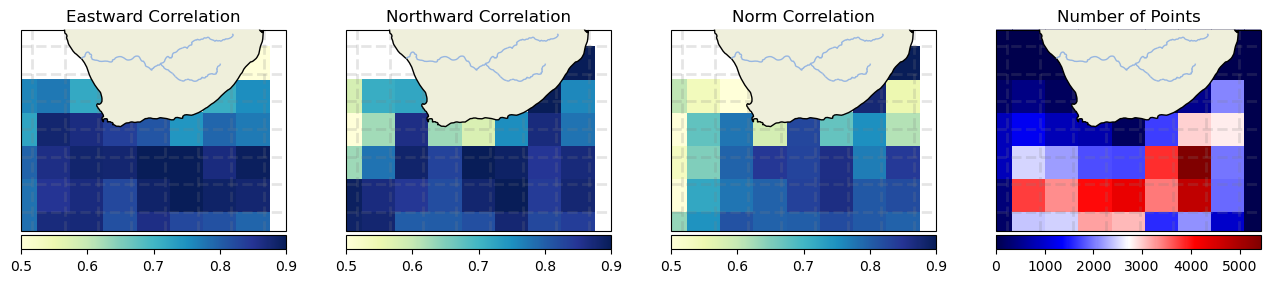 Eastward Correlation
Northward Correlation
Norm Correlation
Number of Points
0.5 0.6 0.7 0.8 0.9
0.5 0.6 0.7 0.8 0.9
0.5 0.6 0.7 0.8 0.9
0 1000 2000 3000 4000 5000